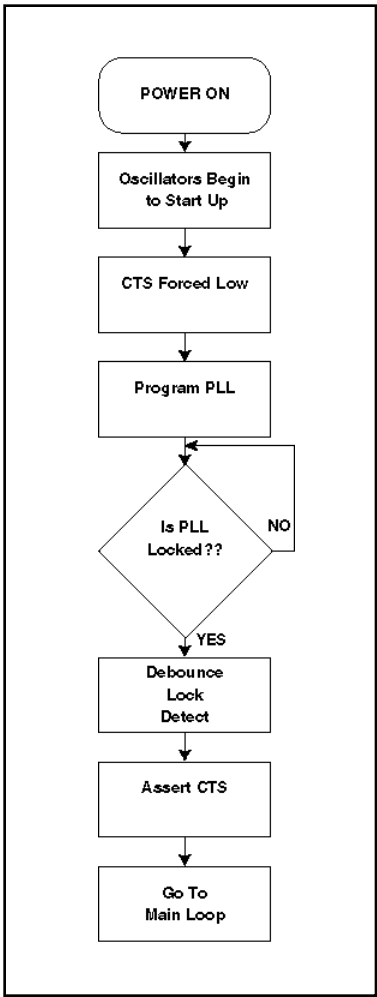 POWER ON
Oscillators Begin
to Start Up
CTS Forced Low
Program PLL
Is PLL
Locked??
NO
YES
Debounce
Lock
Detect
Assert CTS
Go To
Main Loop